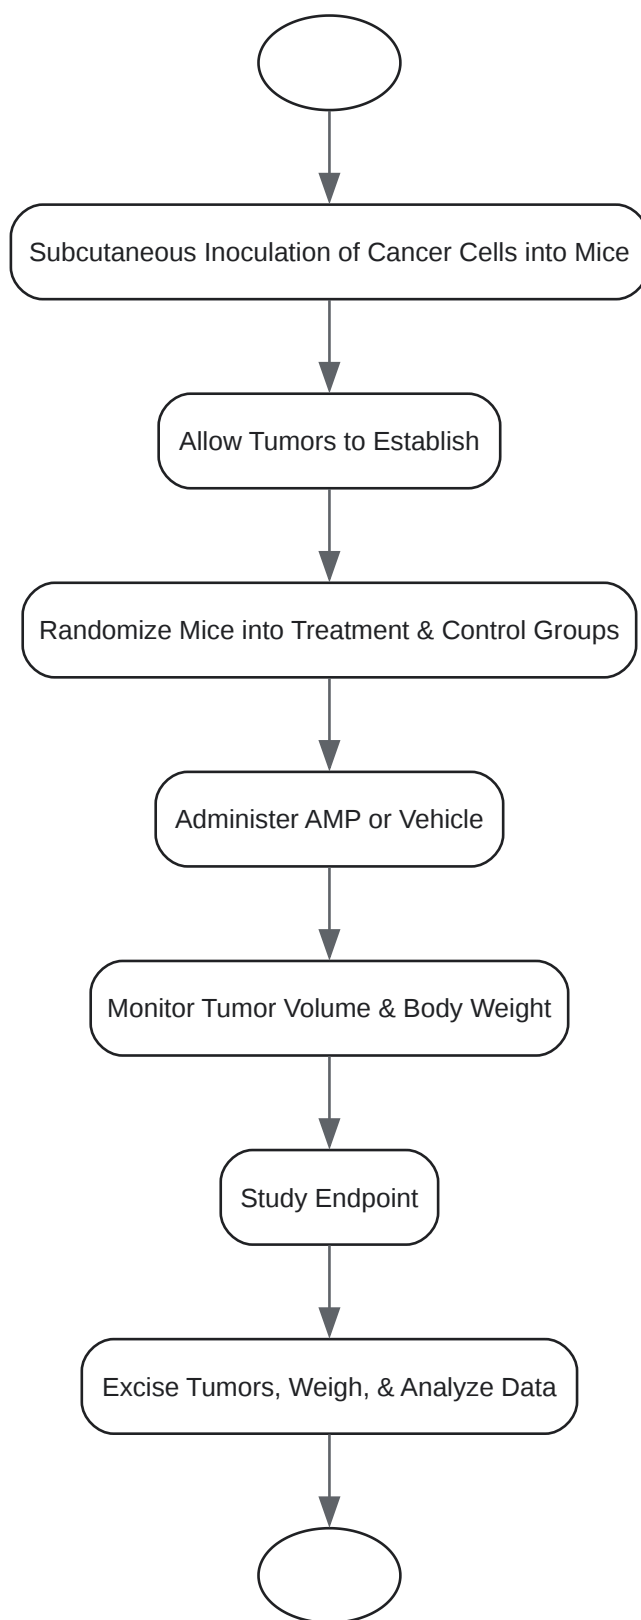 Subcutaneous Inoculation of Cancer Cells into Mice
Allow Tumors to Establish
Randomize Mice into Treatment & Control Groups
Administer AMP or Vehicle
Monitor Tumor Volume & Body Weight
Study Endpoint
Excise Tumors, Weigh, & Analyze Data